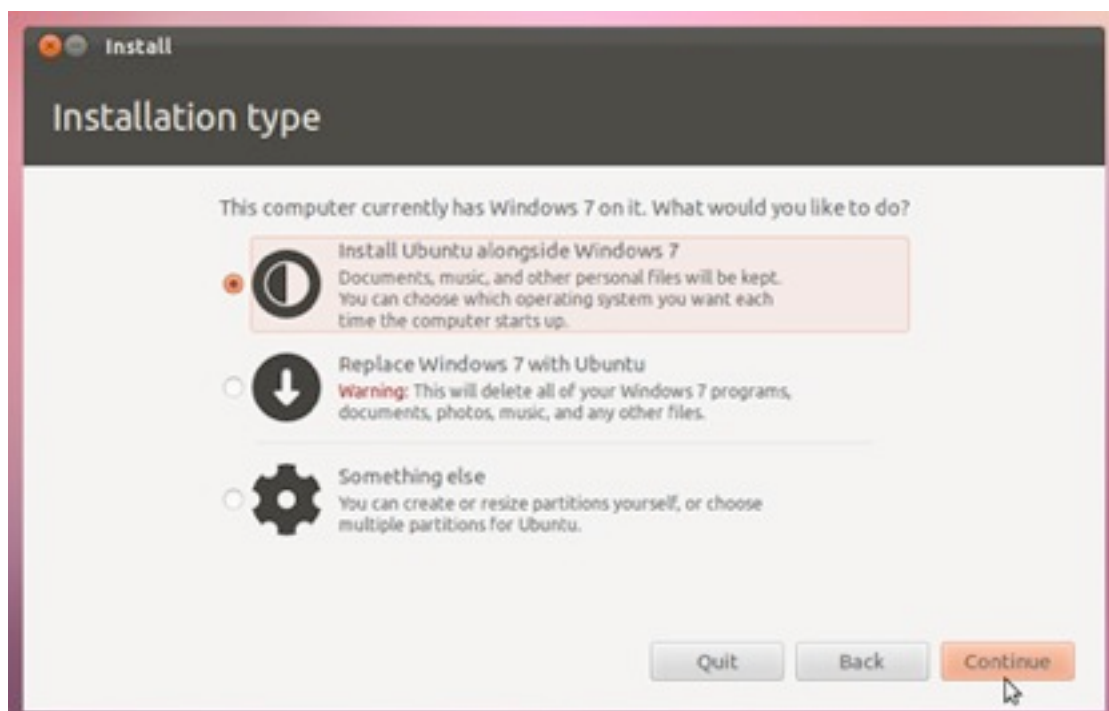 Install
Installation type
This computer currently has Windows 7 on it. What would you like to do?
Install Ubuntu alongside Windows 7
Documents, music, and other personal files will be kept.
You can choose which operating system you want each
time the computer starts up.
Replace Windows 7 with Ubuntu
Warning: This will delete all of your Windows 7 programs,
documents, photos, music, and any other files.
Something else
You can create or resize partitions yourself, or choose
multiple partitions for Ubuntu.
Quit Back Continue